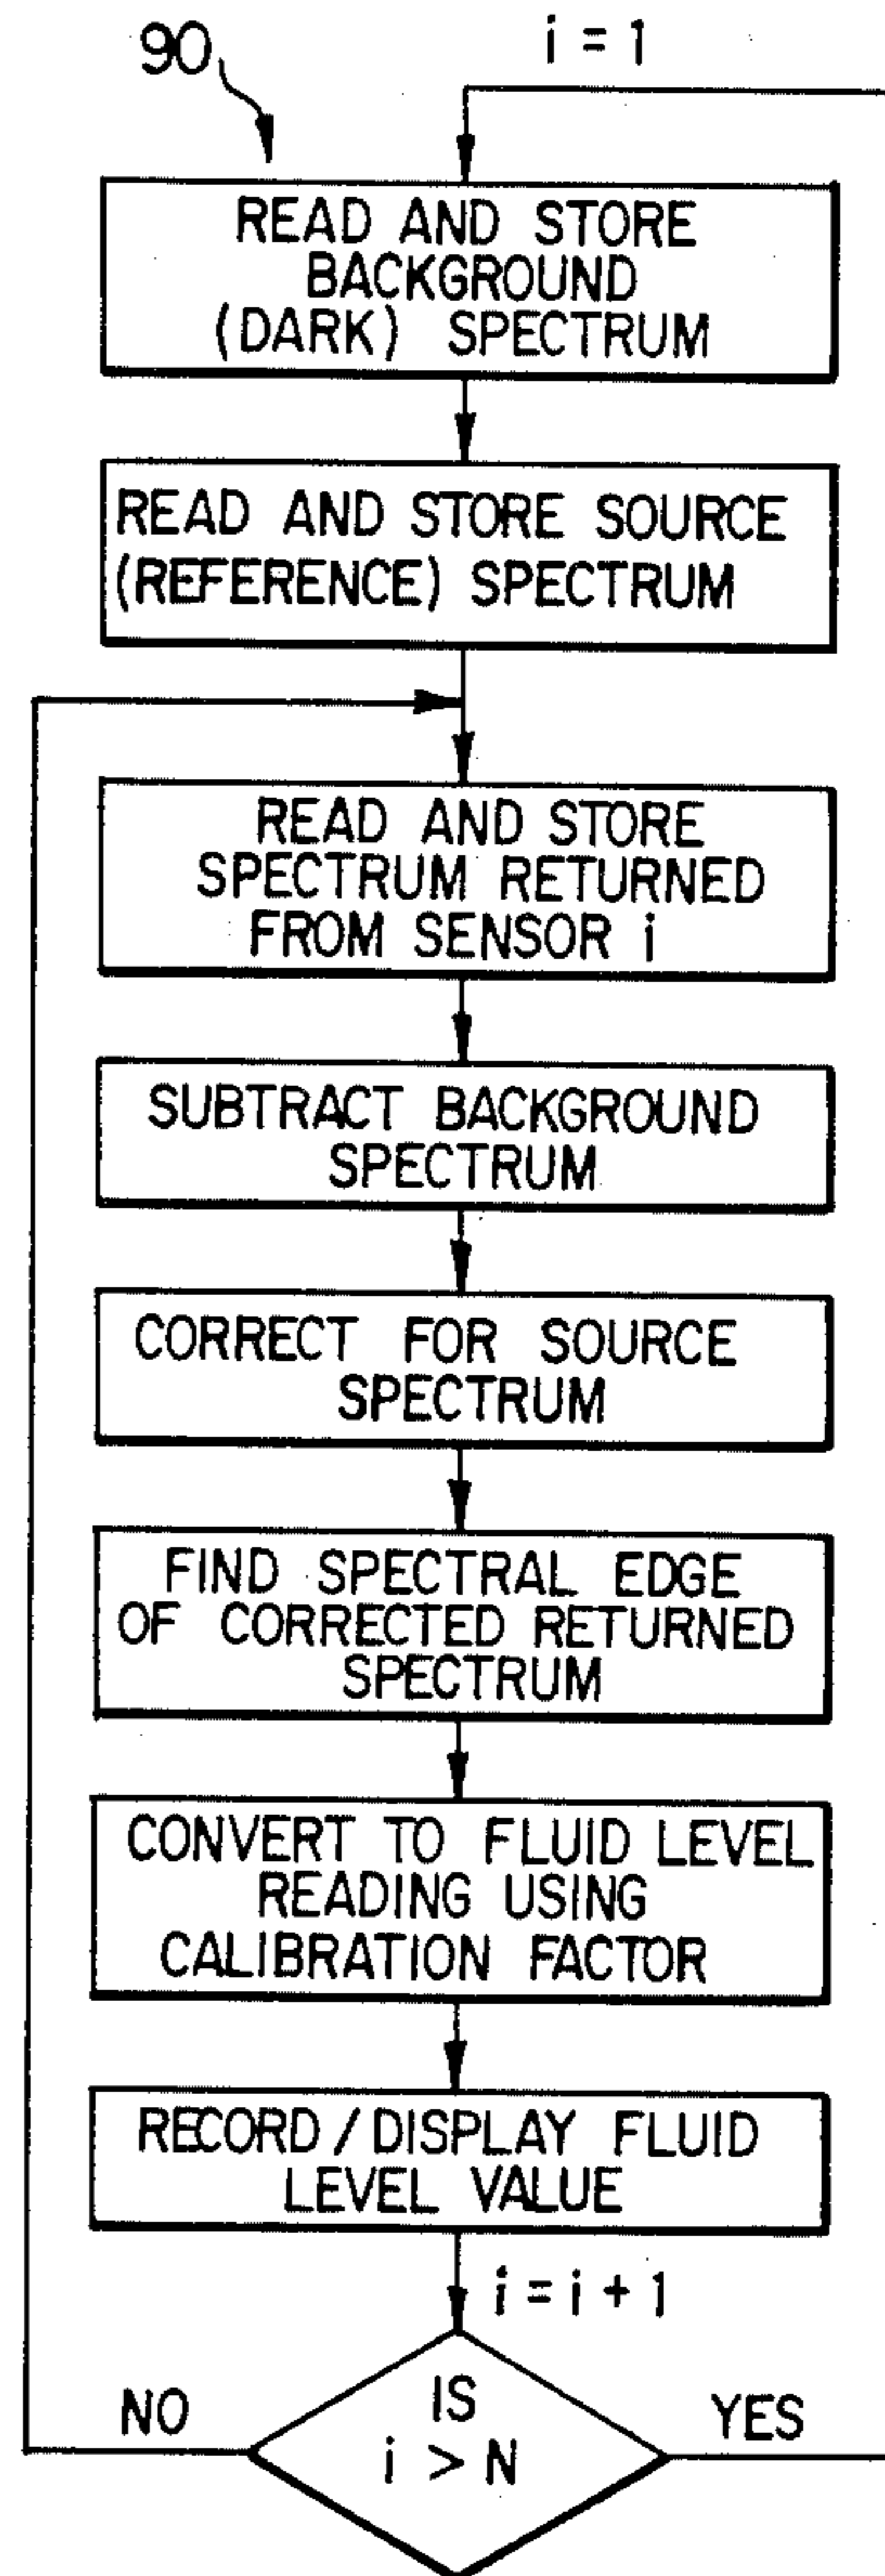 90
i = 1
READ AND STORE
BACKGROUND
(DARK) SPECTRUM
READ AND STORE SOURCE
(REFERENCE) SPECTRUM
READ AND STORE
SPECTRUM RETURNED
FROM SENSOR i
SUBTRACT BACKGROUND
SPECTRUM
CORRECT FOR SOURCE
SPECTRUM
FIND SPECTRAL EDGE
OF CORRECTED RETURNED
SPECTRUM
CONVERT TO FLUID LEVEL
READING USING
CALIBRATION FACTOR
RECORD/DISPLAY FLUID
LEVEL VALUE
i = i + 1
NO
IS
i > N
YES